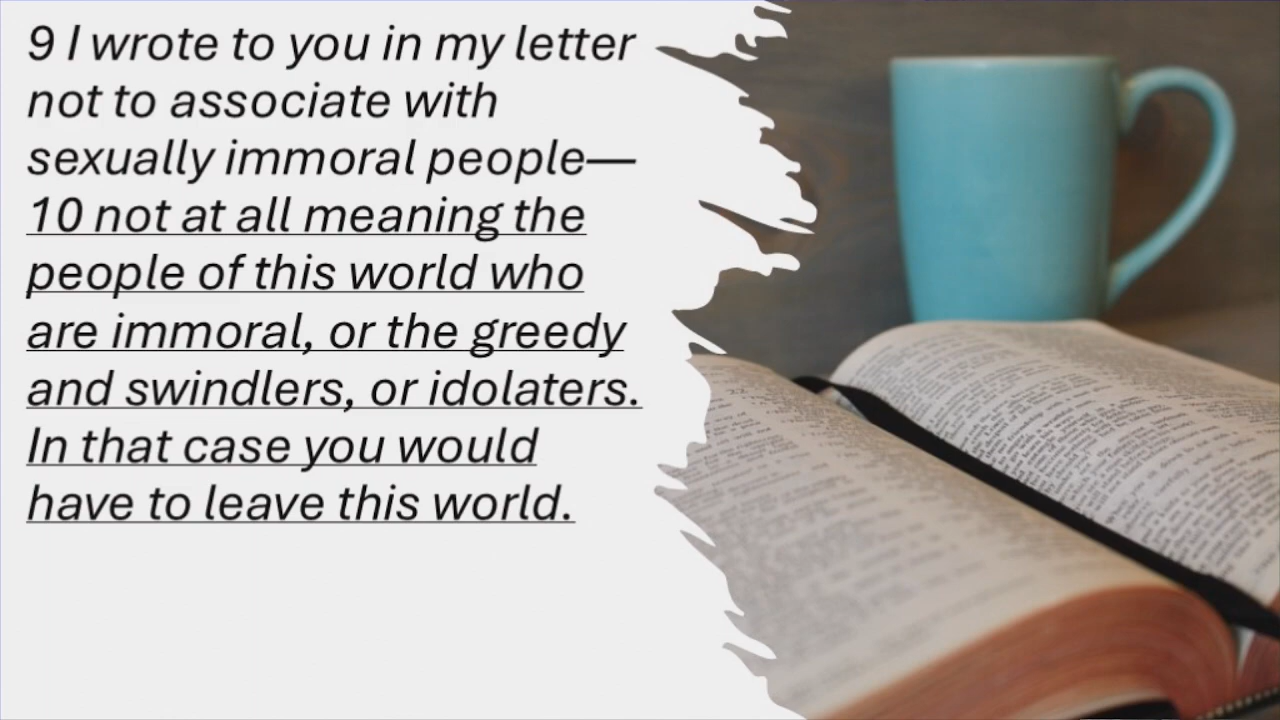 9 I wrote to you in my letter
not to associate with
sexually immoral people—
10 not at all meaning the
people of this world who
are immoral, or the greedy
and swindlers, or idolaters.
In that case you would
have to leave this world.